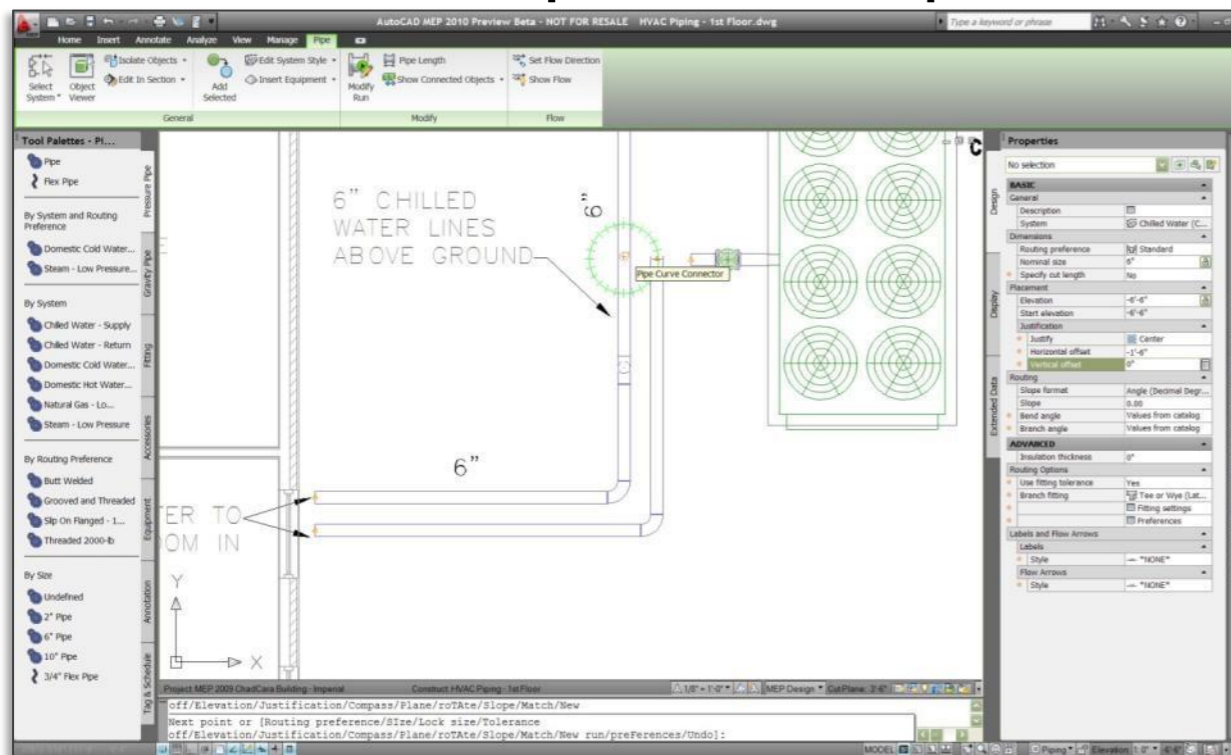 AutoCAD MEP 2010 Preview Beta - NOT FOR RESALE HVAC Piping - 1st Floor.dwg
Type a keyword or phrase
Home Insert Annotate Analyze View Manage Pipe
Select System
Object Viewer
Isolate Objects
Edit In Section
Add Selected
Edit System Style
Insert Equipment
General
Modify Run
Pipe Length
Show Connected Objects
Modify
Set Flow Direction
Show Flow
Flow
Tool Palettes - Pi...
Pipe
Flex Pipe
By System and Routing
Preference
Domestic Cold Water...
Steam - Low Pressure...
By System
Chilled Water - Supply
Chilled Water - Return
Domestic Cold Water...
Domestic Hot Water...
Natural Gas - Lo...
Steam - Low Pressure
By Routing Preference
Butt Welded
Grooved and Threaded
Slip On Flanged - 1...
Threaded 2000-lb
By Size
Undefined
2" Pipe
6" Pipe
10" Pipe
3/4" Flex Pipe
Pressure Pipe
Gravity Pipe
Fitting
Accessories
Equipment
Annotation
Tag & Schedule
6" CHILLED
WATER LINES
ABOVE GROUND
6"
Pipe Curve Connector
C
6"
TER TO
OOM IN
Y
X
Project MEP 2009 ChadCara Building - Imperial Construct HVAC Piping - 1st Floor 1/8" = 1'-0" MEP Design Cut Plane: 3'-6"
off/Elevation/Justification/Compass/Plane/roTAte/Slope/Match/New
Next point or [Routing preference/SIze/Lock size/Tolerance
off/Elevation/Justification/Compass/Plane/roTAte/Slope/Match/New run/preFerences/Undo]:
MODEL
Piping
Elevation
Design
Display
Extended Data
Properties
No selection
BASIC
General
Description
System Chilled Water (C...
Dimensions
Routing preference Standard
Nominal size 6"
Specify cut length No
Placement
Elevation -6'-6"
Start elevation -6'-6"
Justification
Justify Center
Horizontal offset -1'-6"
Vertical offset 0"
Routing
Slope format Angle (Decimal Degr...
Slope 0.00
Bend angle Values from catalog
Branch angle Values from catalog
ADVANCED
Insulation thickness 0"
Routing Options
Use fitting tolerance Yes
Branch fitting Tee or Wye (Lat...
Fitting settings
Preferences
Labels and Flow Arrows
Labels
Style *NONE*
Flow Arrows
Style *NONE*